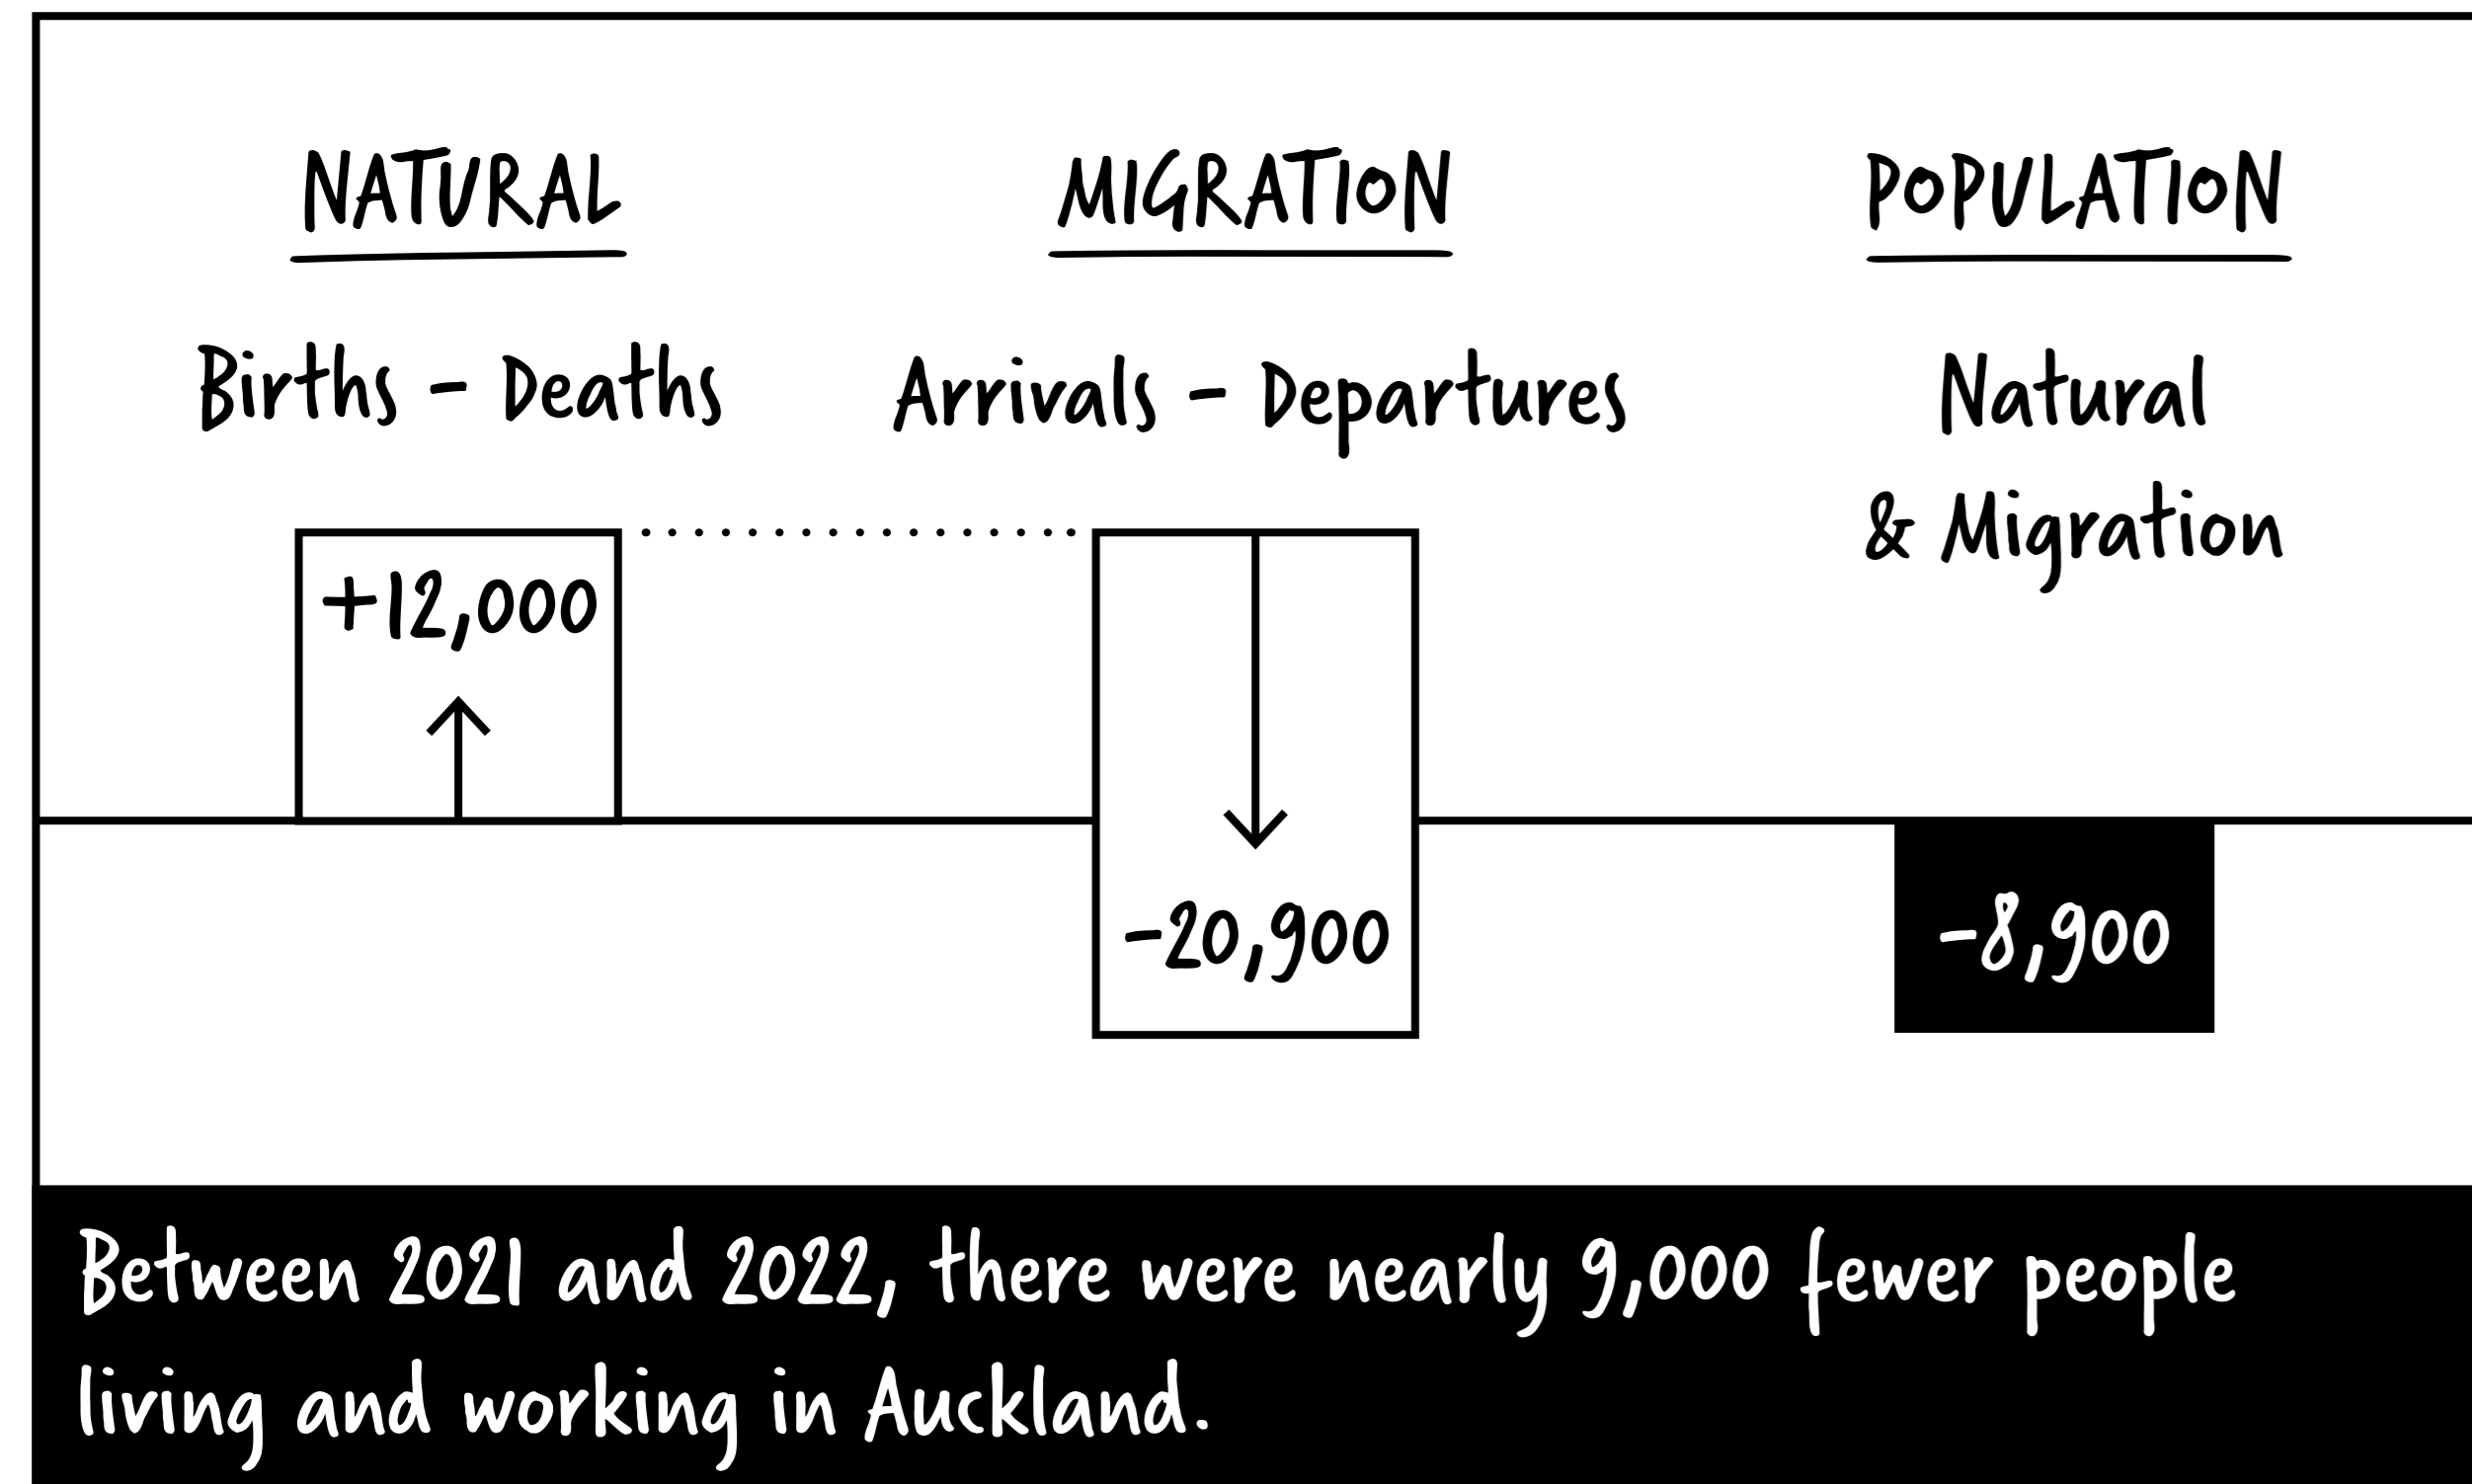 NATURAL
Births - Deaths
MIGRATION
Arrivals - Departures
POPULATION
Natural
& Migration
+12,000
-20,900
-8,900
Between 2021 and 2022, there were nearly 9,000 fewer people
living and working in Auckland.